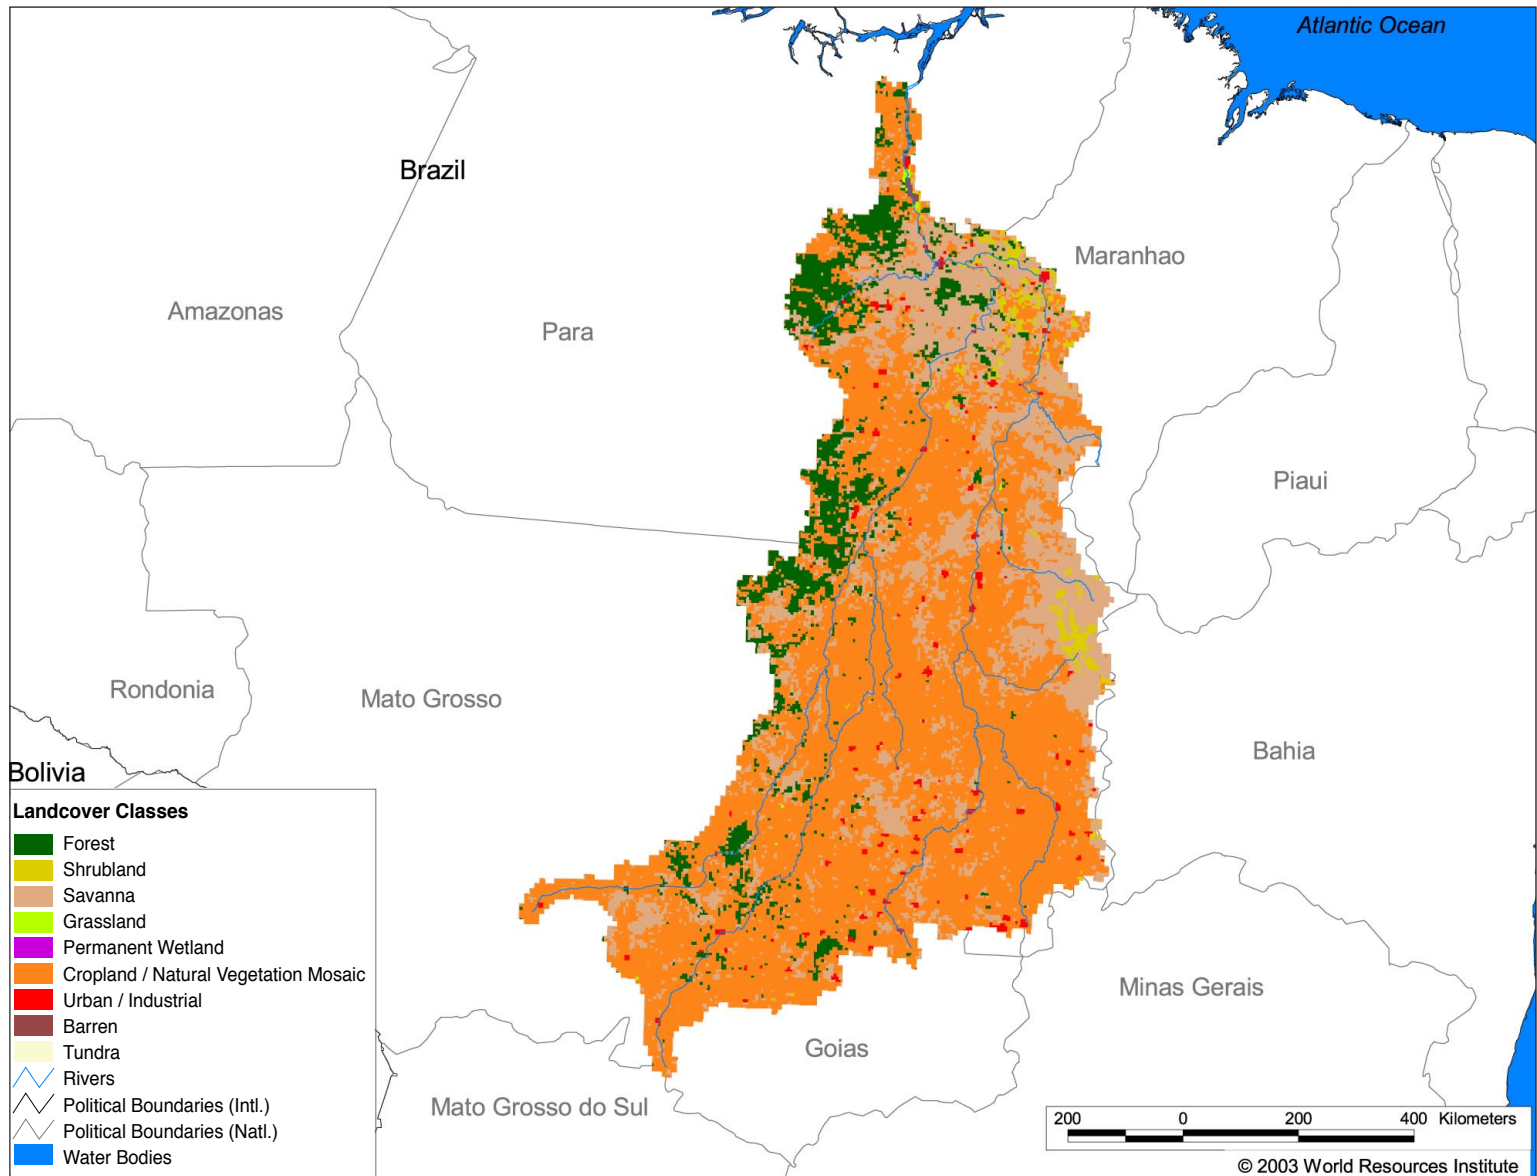 Atlantic Ocean
Brazil
Maranhao
Amazonas
Para
Piaui
Rondonia
Mato Grosso
Bahia
Bolivia
Minas Gerais
Goias
Mato Grosso do Sul
Landcover Classes
Forest
Shrubland
Savanna
Grassland
Permanent Wetland
Cropland / Natural Vegetation Mosaic
Urban / Industrial
Barren
Tundra
Rivers
Political Boundaries (Intl.)
Political Boundaries (Natl.)
Water Bodies
200 0 200 400 Kilometers
© 2003 World Resources Institute